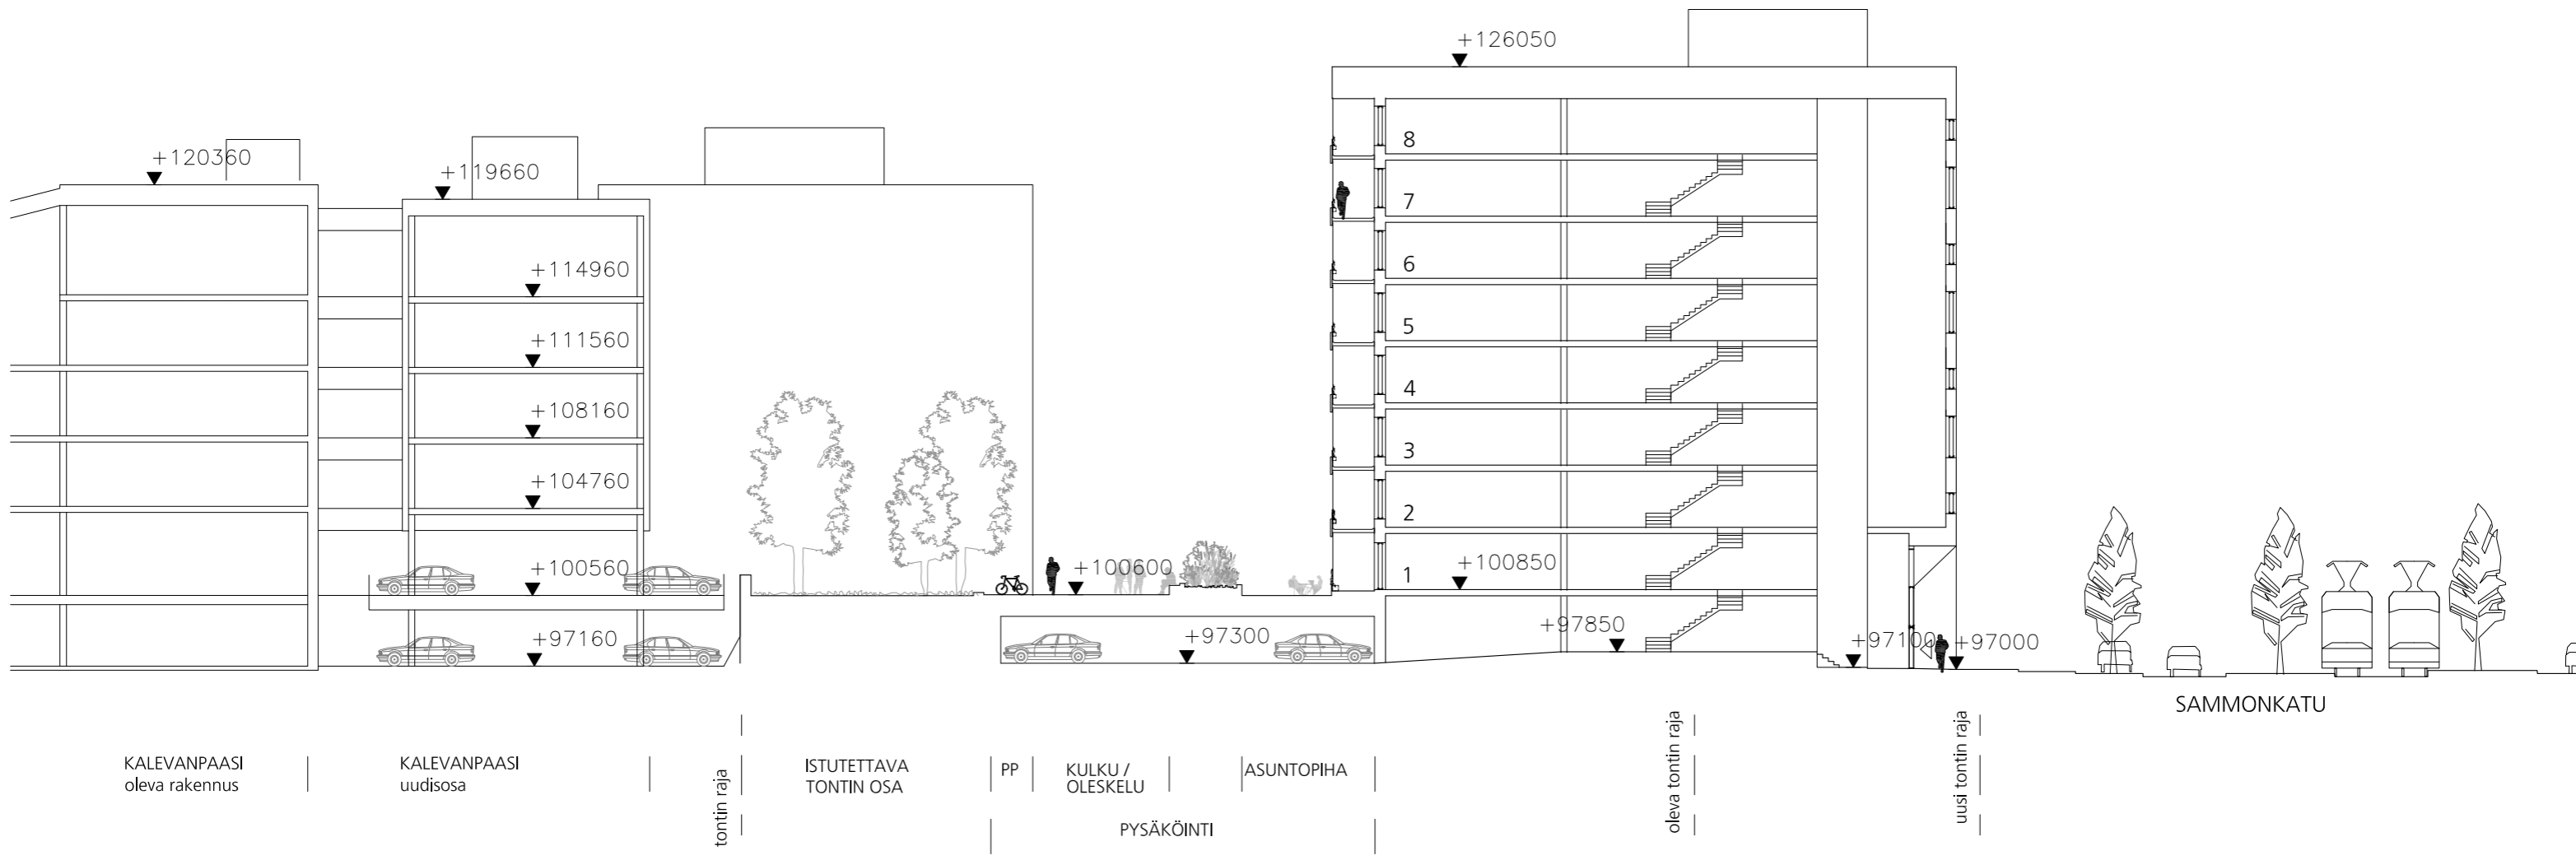 +126050
+120360
+119660
8
7
6
5
4
3
2
1
+114960
+111560
+108160
+104760
+100560
+97160
+100600
+97300
+100850
+97850
+97100
+97000
SAMMONKATU
KALEVANPAASI
oleva rakennus
KALEVANPAASI
uudisosa
tontin raja
ISTUTETTAVA
TONTIN OSA
PP
KULKU /
OLESKELU
ASUNTOPIHA
PYSÄKÖINTI
oleva tontin raja
uusi tontin raja